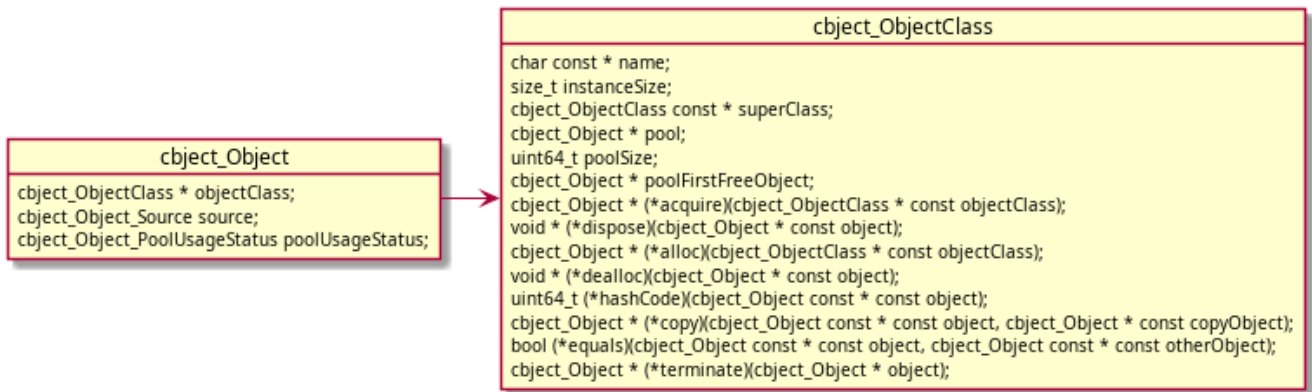 cbject_Object
cbject_ObjectClass * objectClass;
cbject_Object_Source source;
cbject_Object_PoolUsageStatus poolUsageStatus;
cbject_ObjectClass
char const * name;
size_t instanceSize;
cbject_ObjectClass const * superClass;
cbject_Object * pool;
uint64_t poolSize;
cbject_Object * poolFirstFreeObject;
cbject_Object * (*acquire)(cbject_ObjectClass * const objectClass);
void * (*dispose)(cbject_Object * const object);
cbject_Object * (*alloc)(cbject_ObjectClass * const objectClass);
void * (*dealloc)(cbject_Object * const object);
uint64_t (*hashCode)(cbject_Object const * const object);
cbject_Object * (*copy)(cbject_Object const * const object, cbject_Object * const copyObject);
bool (*equals)(cbject_Object const * const object, cbject_Object const * const otherObject);
cbject_Object * (*terminate)(cbject_Object * object);